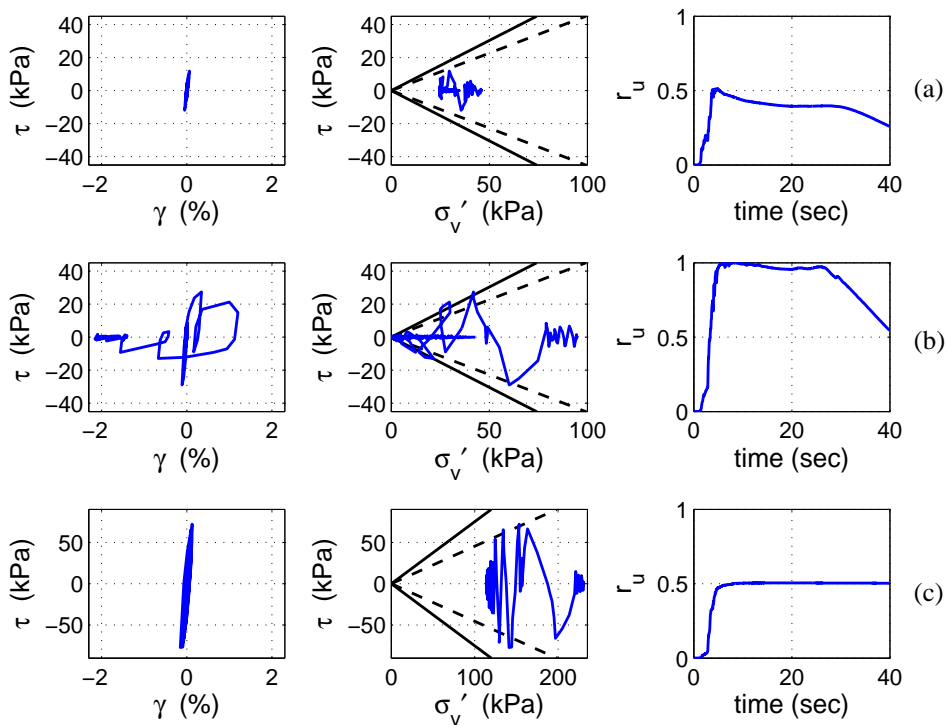 40 20 0 −20 −40
τ (kPa)
−2 0 2
γ (%)
40 20 0 −20 −40
τ (kPa)
0 50 100
σv′ (kPa)
1 0.5 0
ru
0 20 40
time (sec)
(a)
40 20 0 −20 −40
τ (kPa)
−2 0 2
γ (%)
40 20 0 −20 −40
τ (kPa)
0 50 100
σv′ (kPa)
1 0.5 0
ru
0 20 40
time (sec)
(b)
50 0 −50
τ (kPa)
−2 0 2
γ (%)
50 0 −50
τ (kPa)
0 100 200
σv′ (kPa)
1 0.5 0
ru
0 20 40
time (sec)
(c)